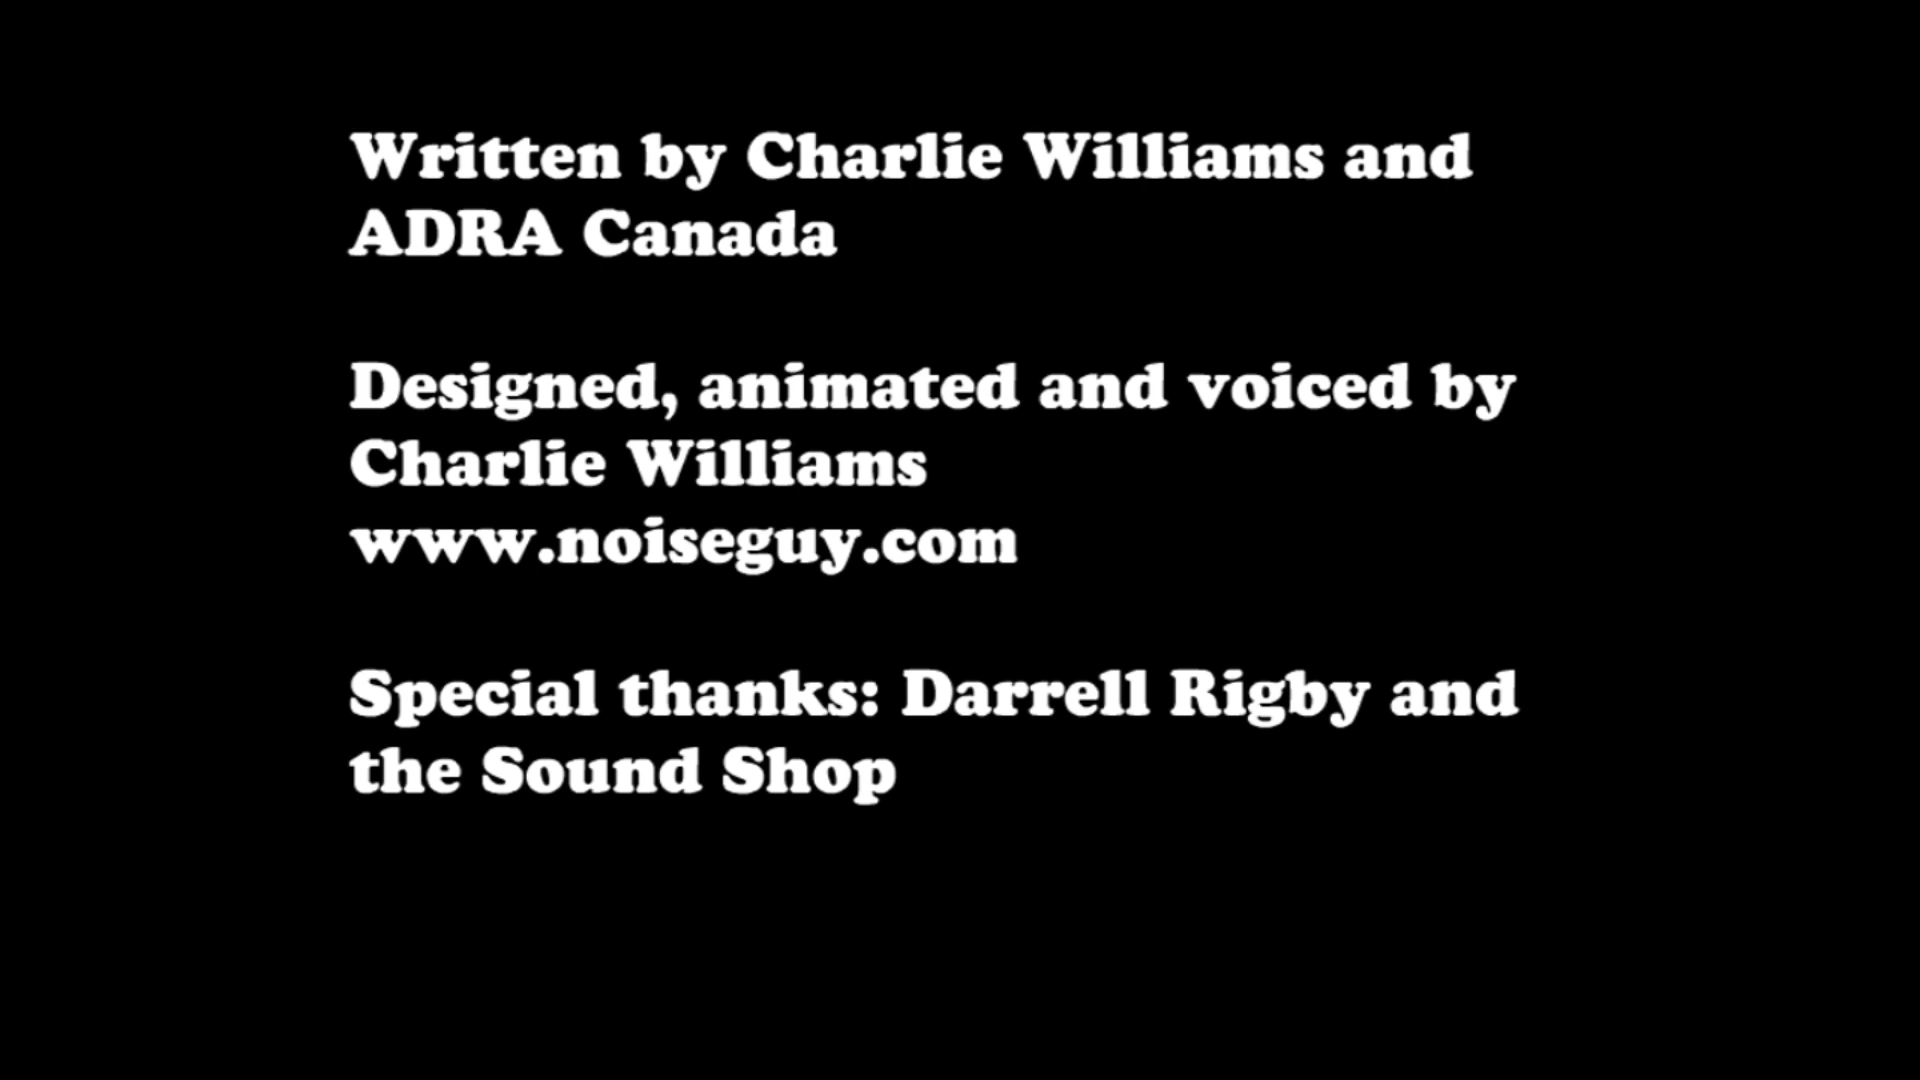 Written by Charlie Williams and
ADRA Canada
Designed, animated and voiced by
Charlie Williams
www.noiseguy.com
Special thanks: Darrell Rigby and
the Sound Shop